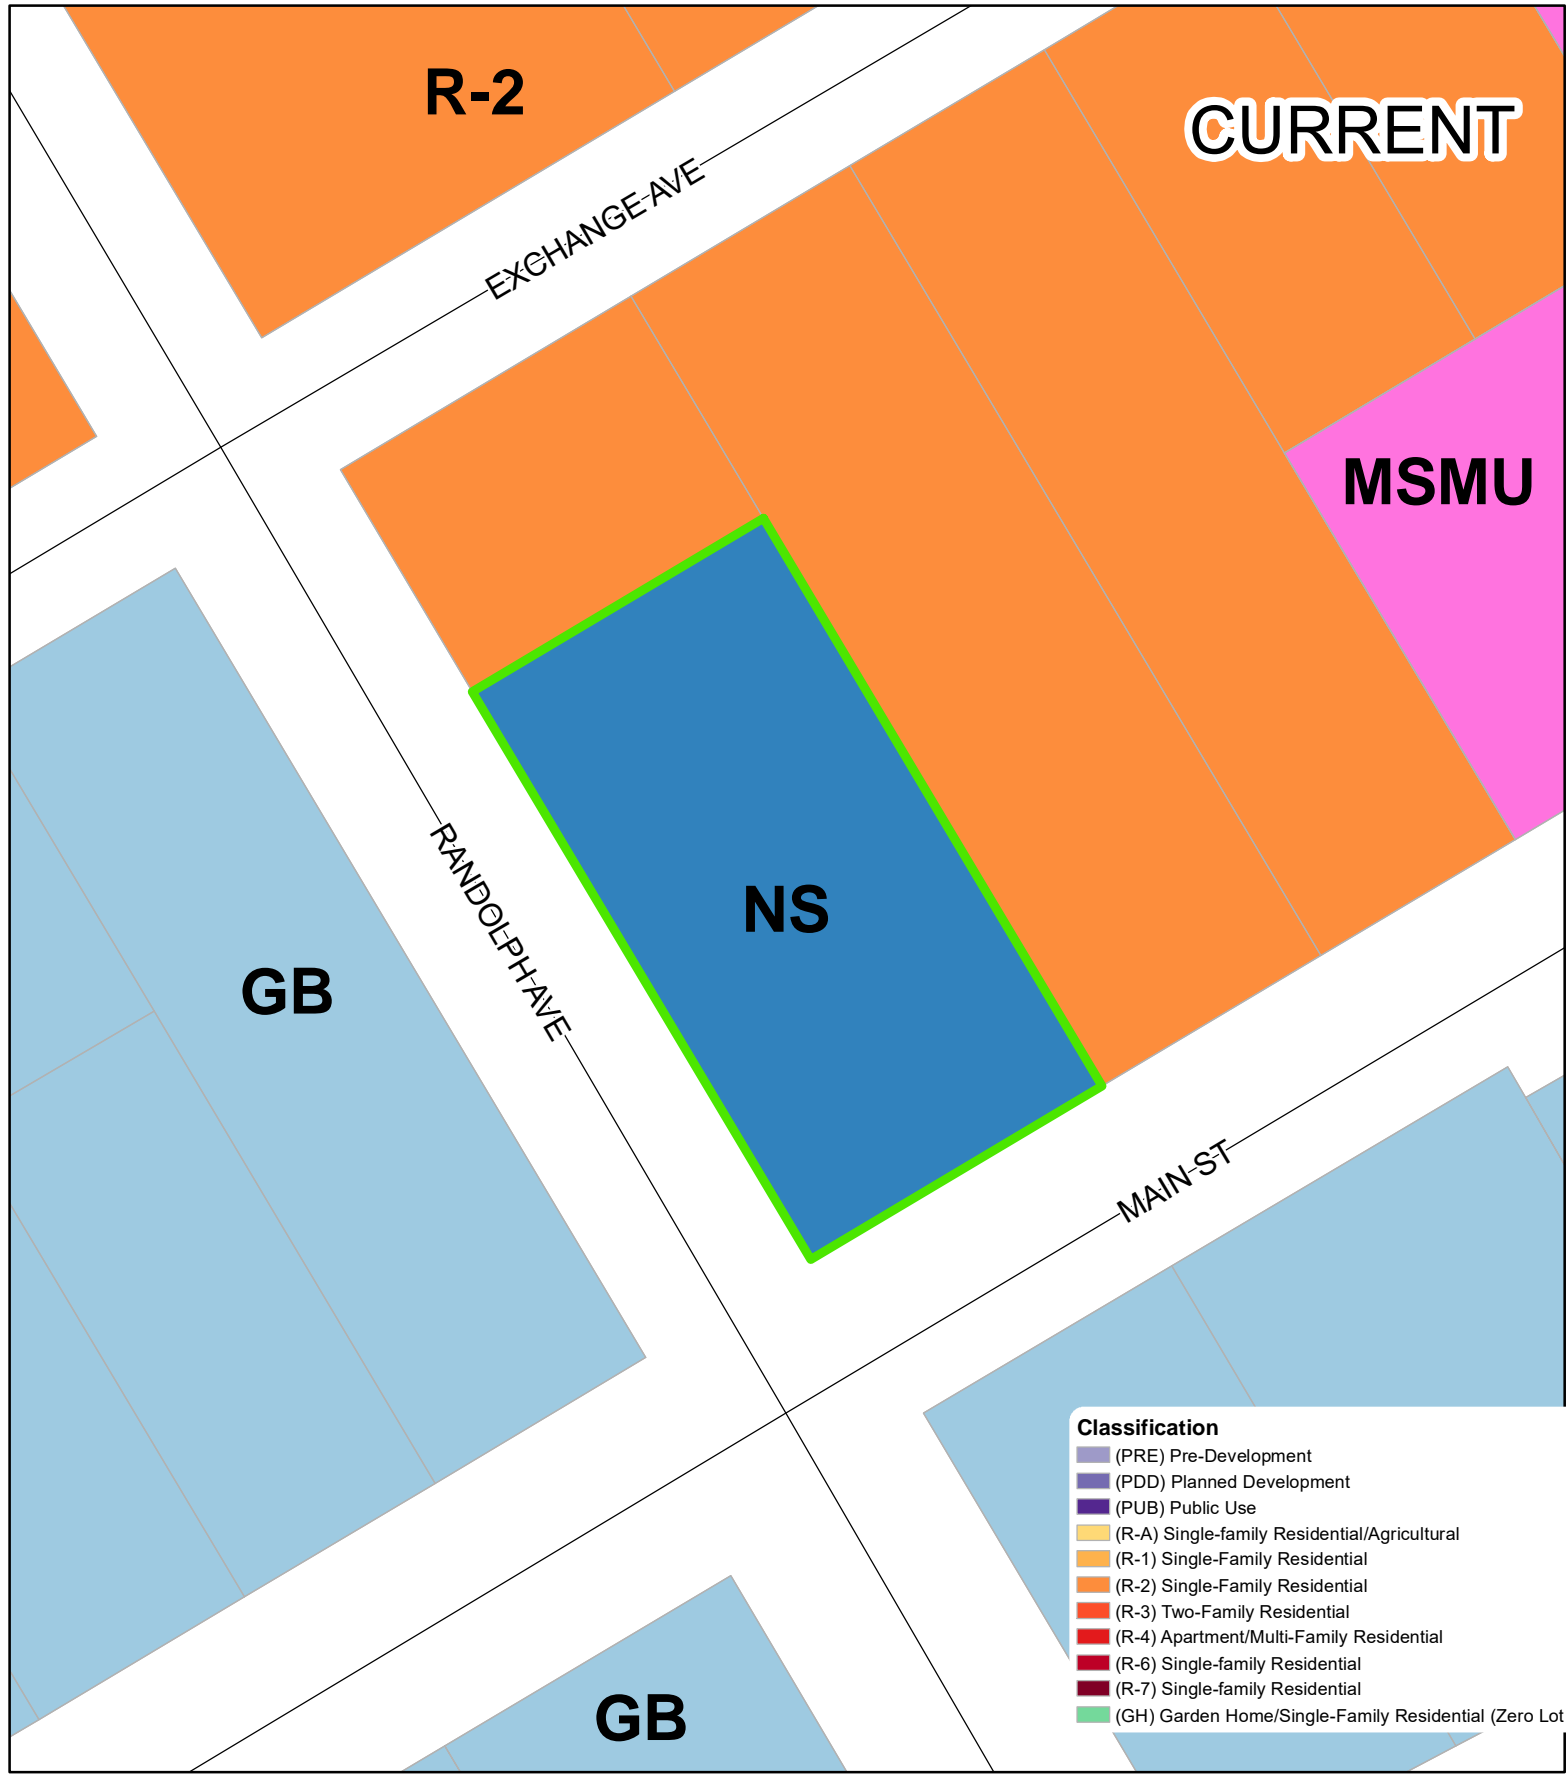 R-2
CURRENT
EXCHANGE AVE
MSMU
RANDOLPH AVE
NS
GB
MAIN ST
Classification
(PRE) Pre-Development
(PDD) Planned Development
(PUB) Public Use
(R-A) Single-family Residential/Agricultural
(R-1) Single-Family Residential
(R-2) Single-Family Residential
(R-3) Two-Family Residential
(R-4) Apartment/Multi-Family Residential
(R-6) Single-family Residential
(R-7) Single-family Residential
(GH) Garden Home/Single-Family Residential (Zero Lot
GB